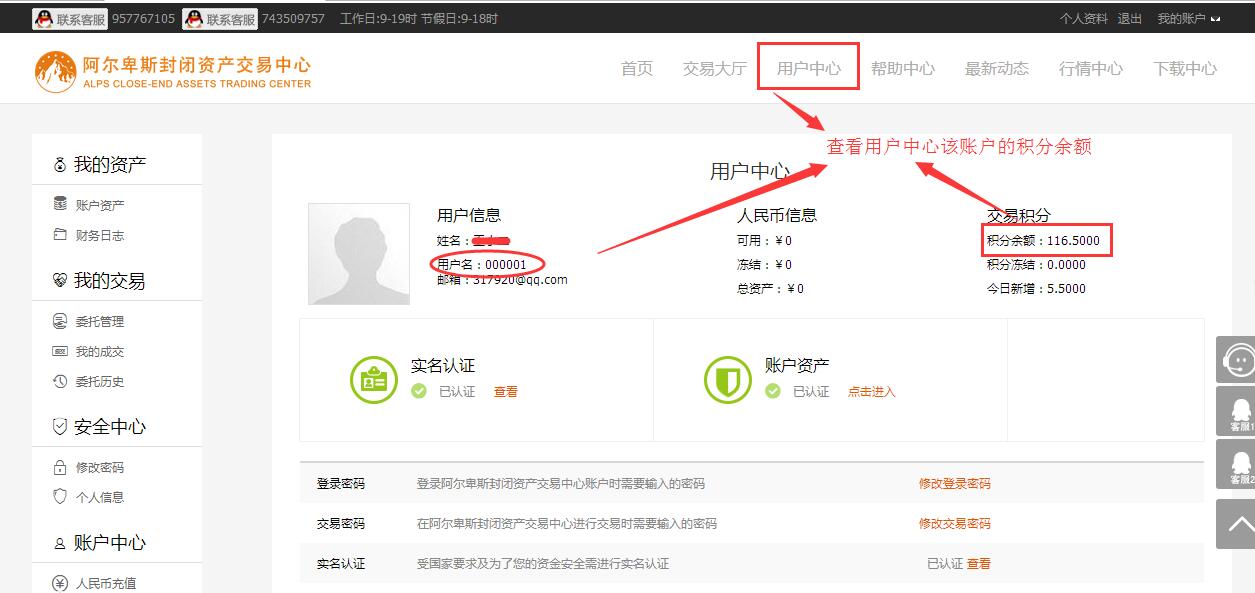 联系客服 957767105 联系客服 743509757 工作日:9-19时 节假日:9-18时 个人资料 退出 我的账户
阿尔卑斯封闭资产交易中心
ALPS CLOSE-END ASSETS TRADING CENTER
首页 交易大厅 用户中心 帮助中心 最新动态 行情中心 下载中心
查看用户中心该账户的积分余额
我的资产
账户资产
财务日志
我的交易
委托管理
我的成交
委托历史
安全中心
修改密码
个人信息
账户中心
人民币充值
用户中心
用户信息
姓名：
用户名：000001
邮箱：317920@qq.com
人民币信息
可用：￥0
冻结：￥0
总资产：￥0
交易积分
积分余额：116.5000
积分冻结：0.0000
今日新增：5.5000
实名认证
已认证 查看
账户资产
已认证 点击进入
登录密码 登录阿尔卑斯封闭资产交易中心账户时需要输入的密码 修改登录密码
交易密码 在阿尔卑斯封闭资产交易中心进行交易时需要输入的密码 修改交易密码
实名认证 受国家要求及为了您的资金安全需进行实名认证 已认证 查看
客服1
客服2